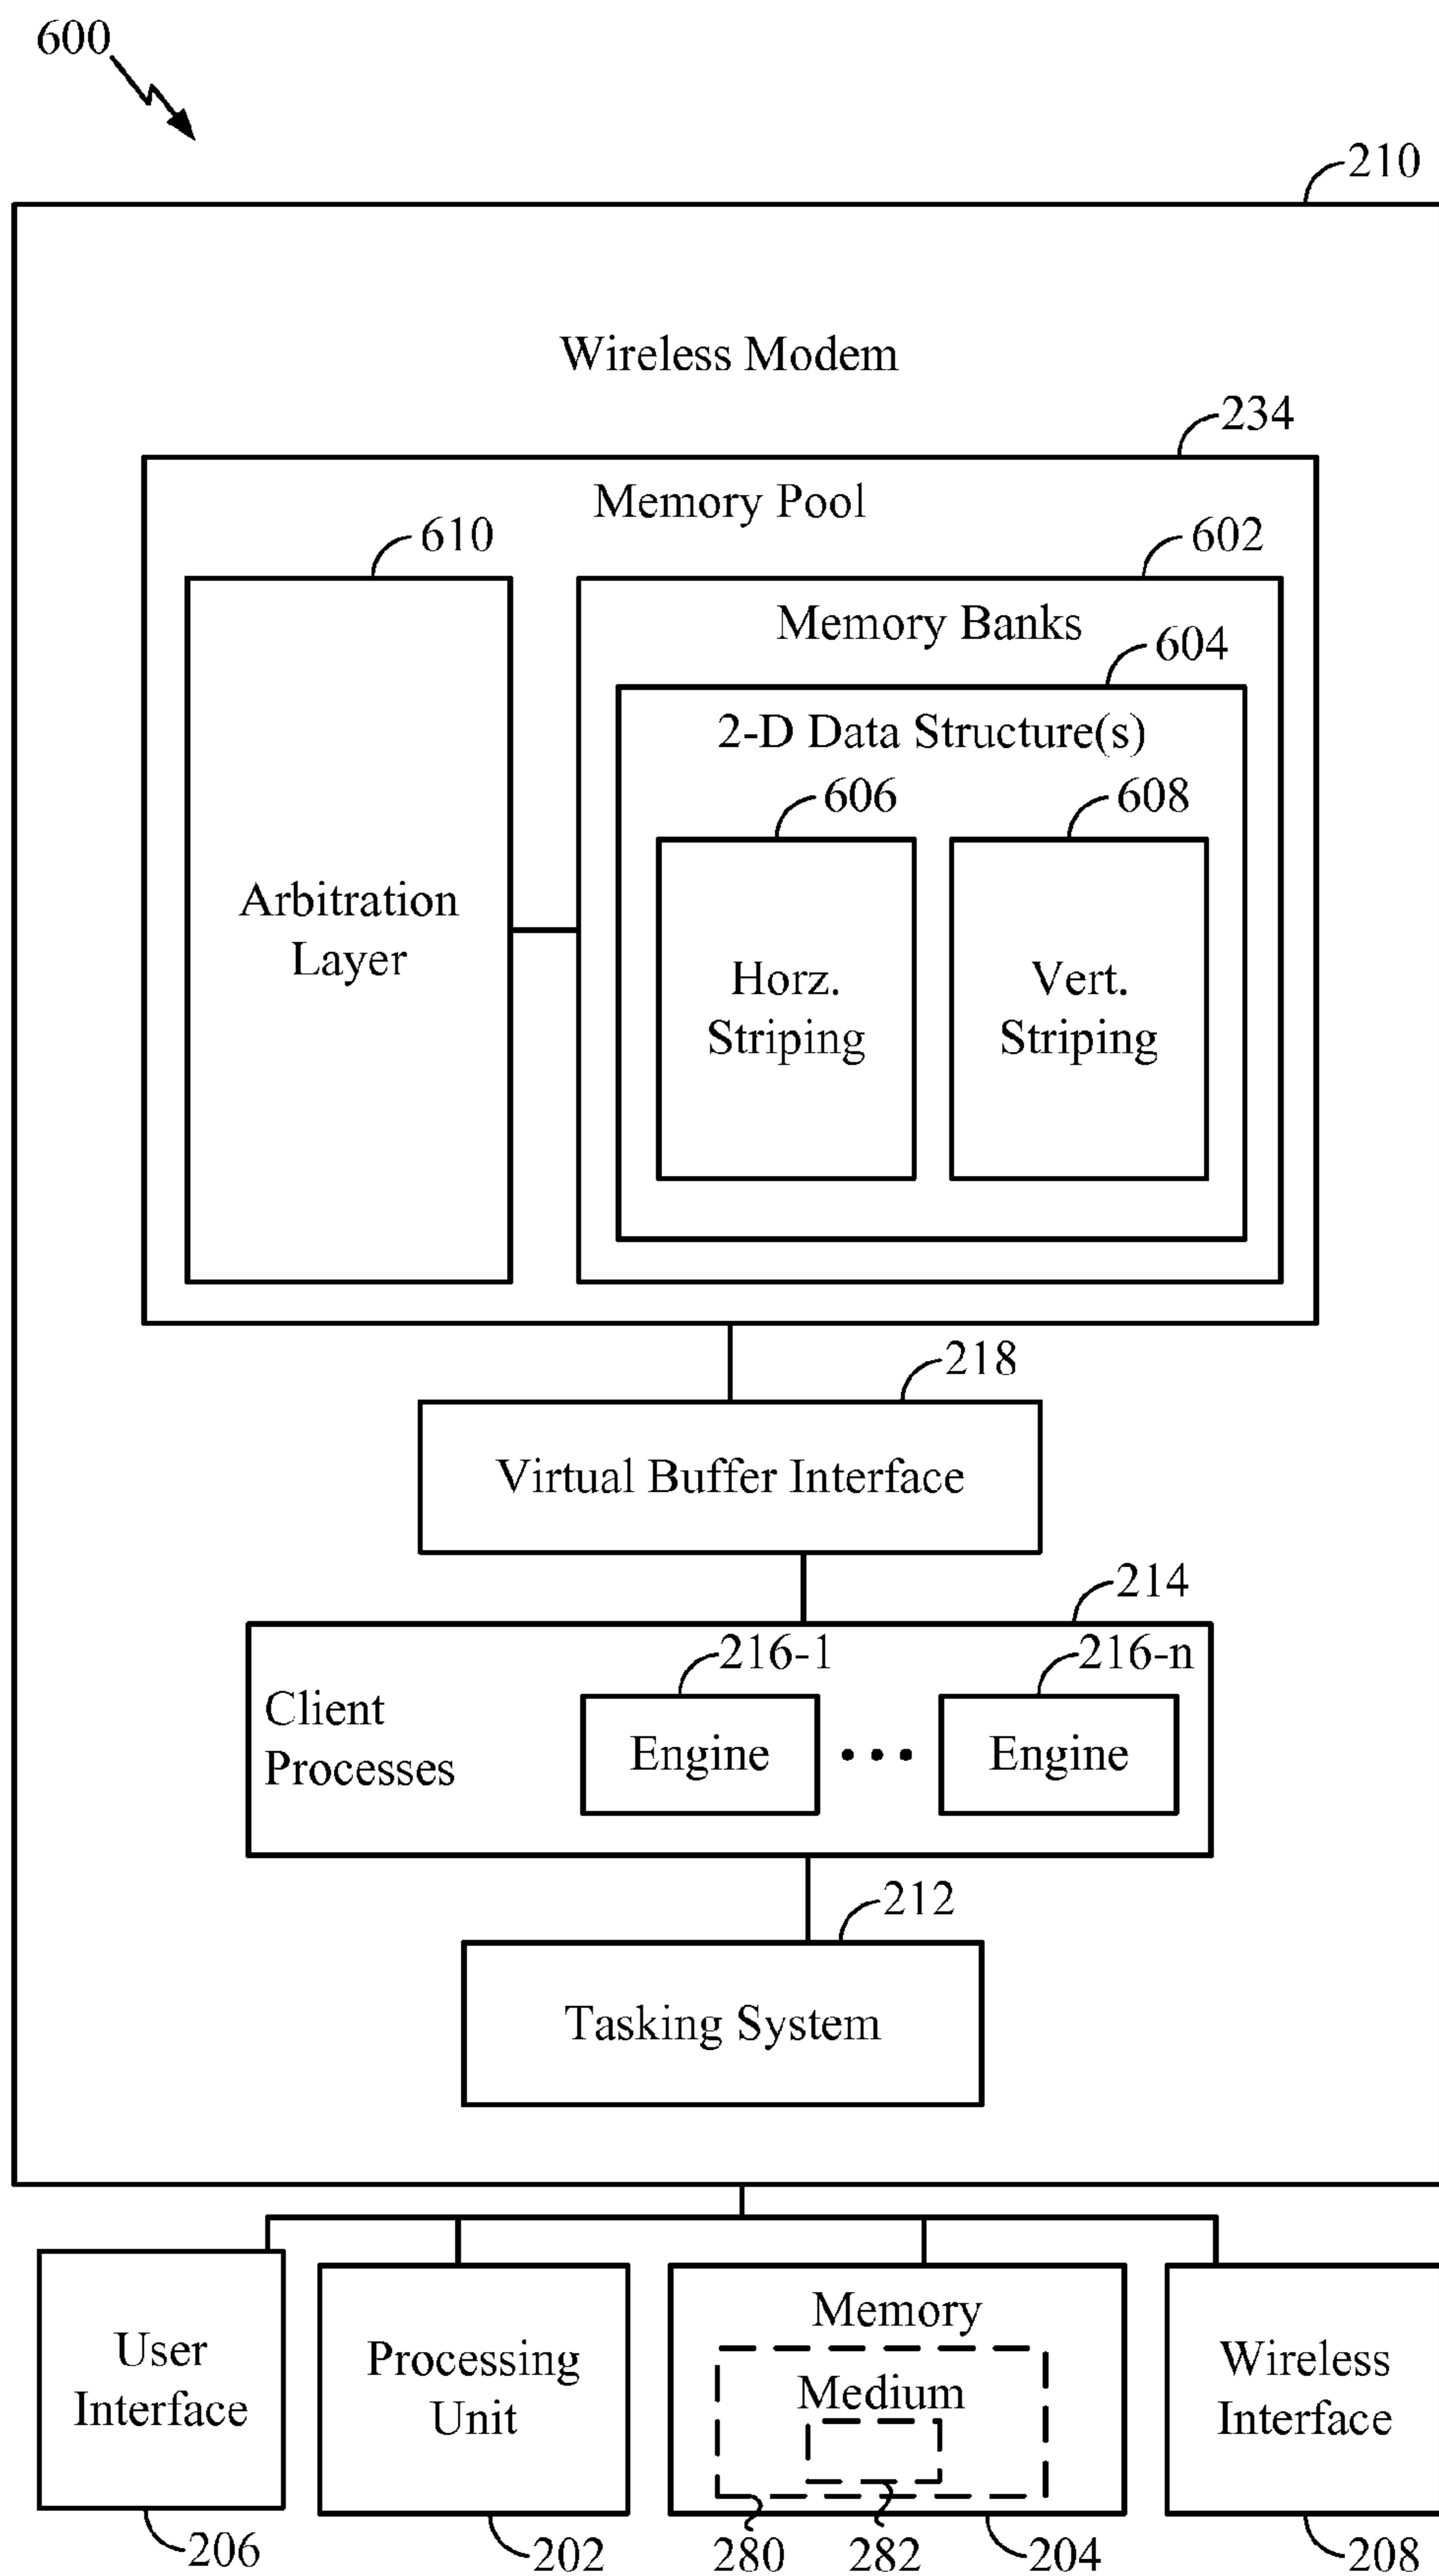 600
210
Wireless Modem
234
Memory Pool
610
602
Memory Banks
604
2-D Data Structure(s)
606
608
Arbitration
Layer
Horz.
Striping
Vert.
Striping
218
Virtual Buffer Interface
214
216-1
216-n
Client
Processes
Engine
Engine
212
Tasking System
User
Interface
Processing
Unit
Memory
Medium
Wireless
Interface
206
202
280
282
204
208